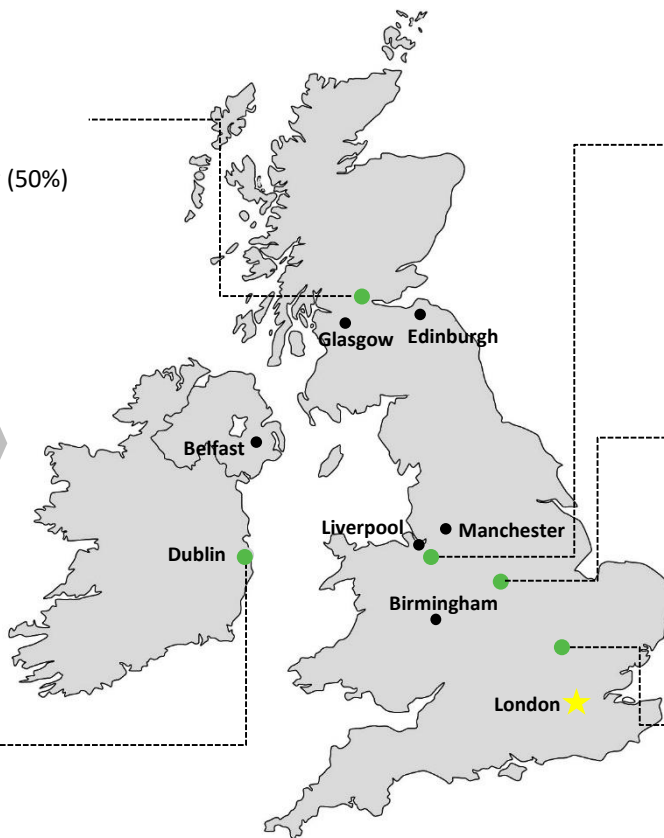 (50%)
Glasgow
Edinburgh
Belfast
Liverpool
Manchester
Dublin
Birmingham
London